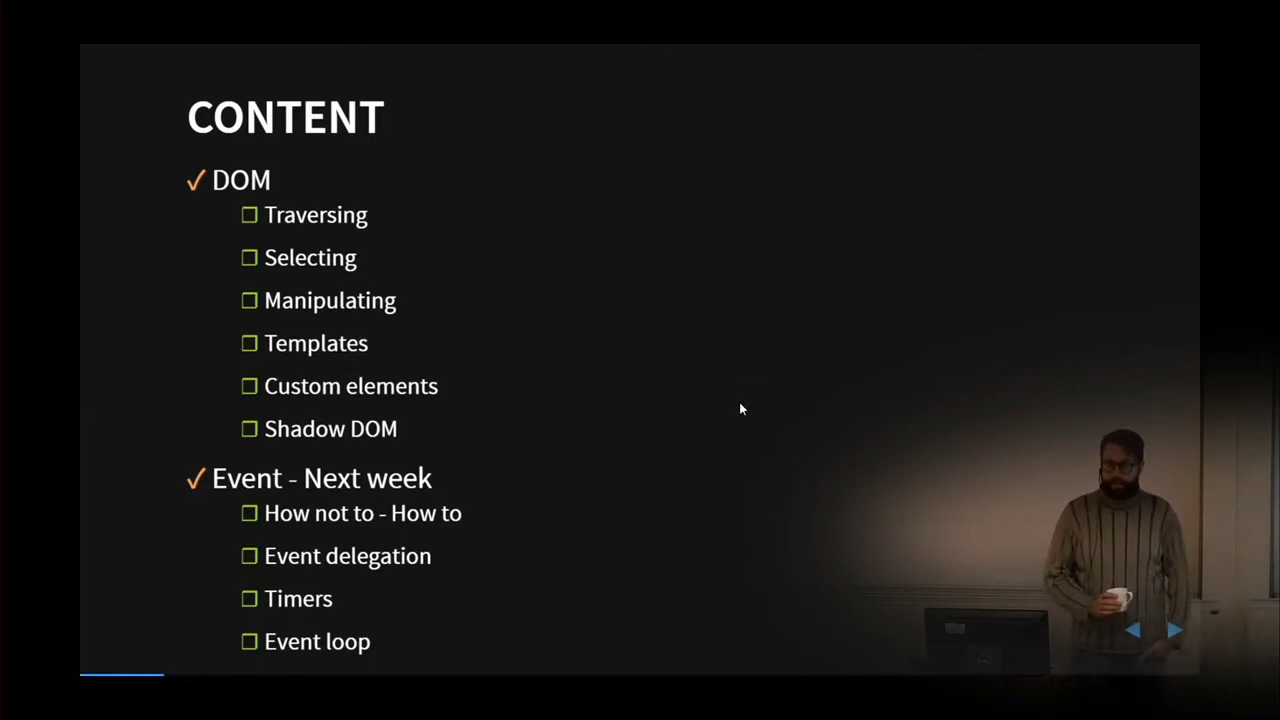 CONTENT
✓ DOM
❐ Traversing
❐ Selecting
❐ Manipulating
❐ Templates
❐ Custom elements
❐ Shadow DOM
✓ Event - Next week
❐ How not to - How to
❐ Event delegation
❐ Timers
❐ Event loop